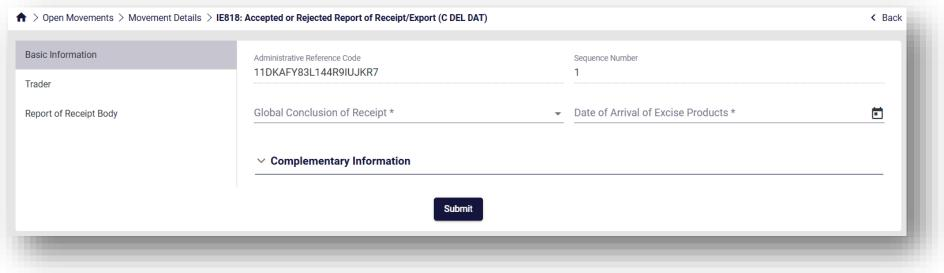 > Open Movements > Movement Details > IE818: Accepted or Rejected Report of Receipt/Export (C DEL DAT)
< Back
Basic Information
Trader
Report of Receipt Body
Administrative Reference Code
11DKAFY83L144R9IUJKR7
Sequence Number
1
Global Conclusion of Receipt *
Date of Arrival of Excise Products *
Complementary Information
Submit